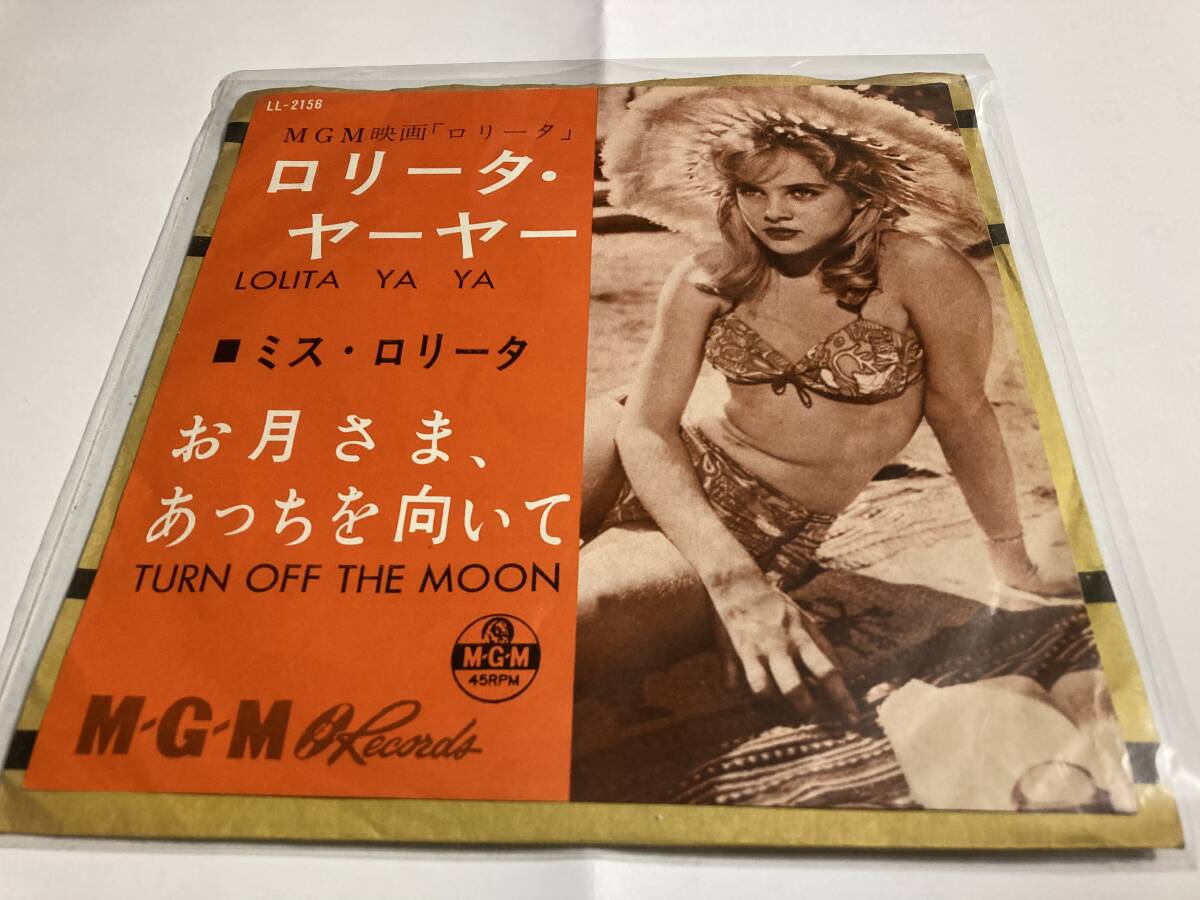 LL-2156
MGM映画「ロリータ」
ロリータ・
ヤーヤー
LOLITA YA YA
■ミス・ロリータ
お月さま、
あっちを向いて
TURN OFF THE MOON
M-G-M
45RPM
M-G-M Records